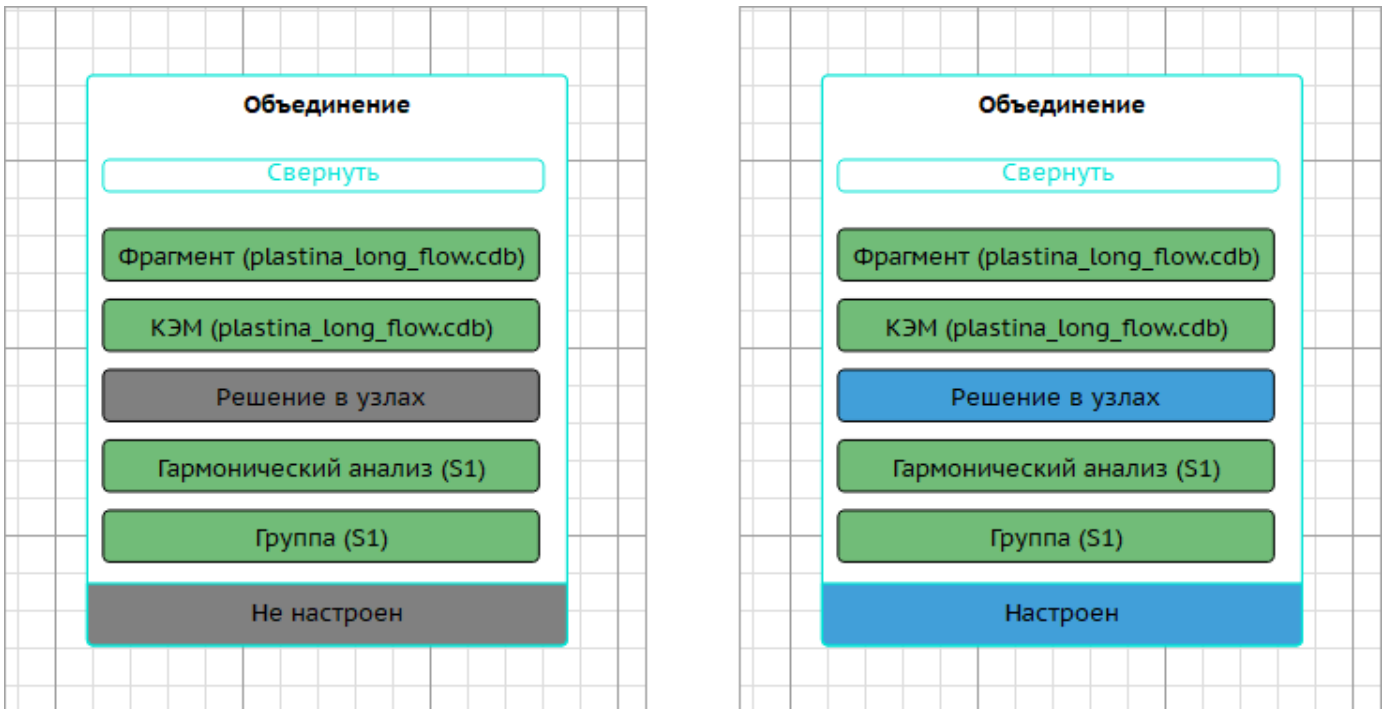 Объединение
Свернуть
Фрагмент (plastina_long_flow.cdb)
КЭМ (plastina_long_flow.cdb)
Решение в узлах
Гармонический анализ (S1)
Группа (S1)
Не настроен
Объединение
Свернуть
Фрагмент (plastina_long_flow.cdb)
КЭМ (plastina_long_flow.cdb)
Решение в узлах
Гармонический анализ (S1)
Группа (S1)
Настроен